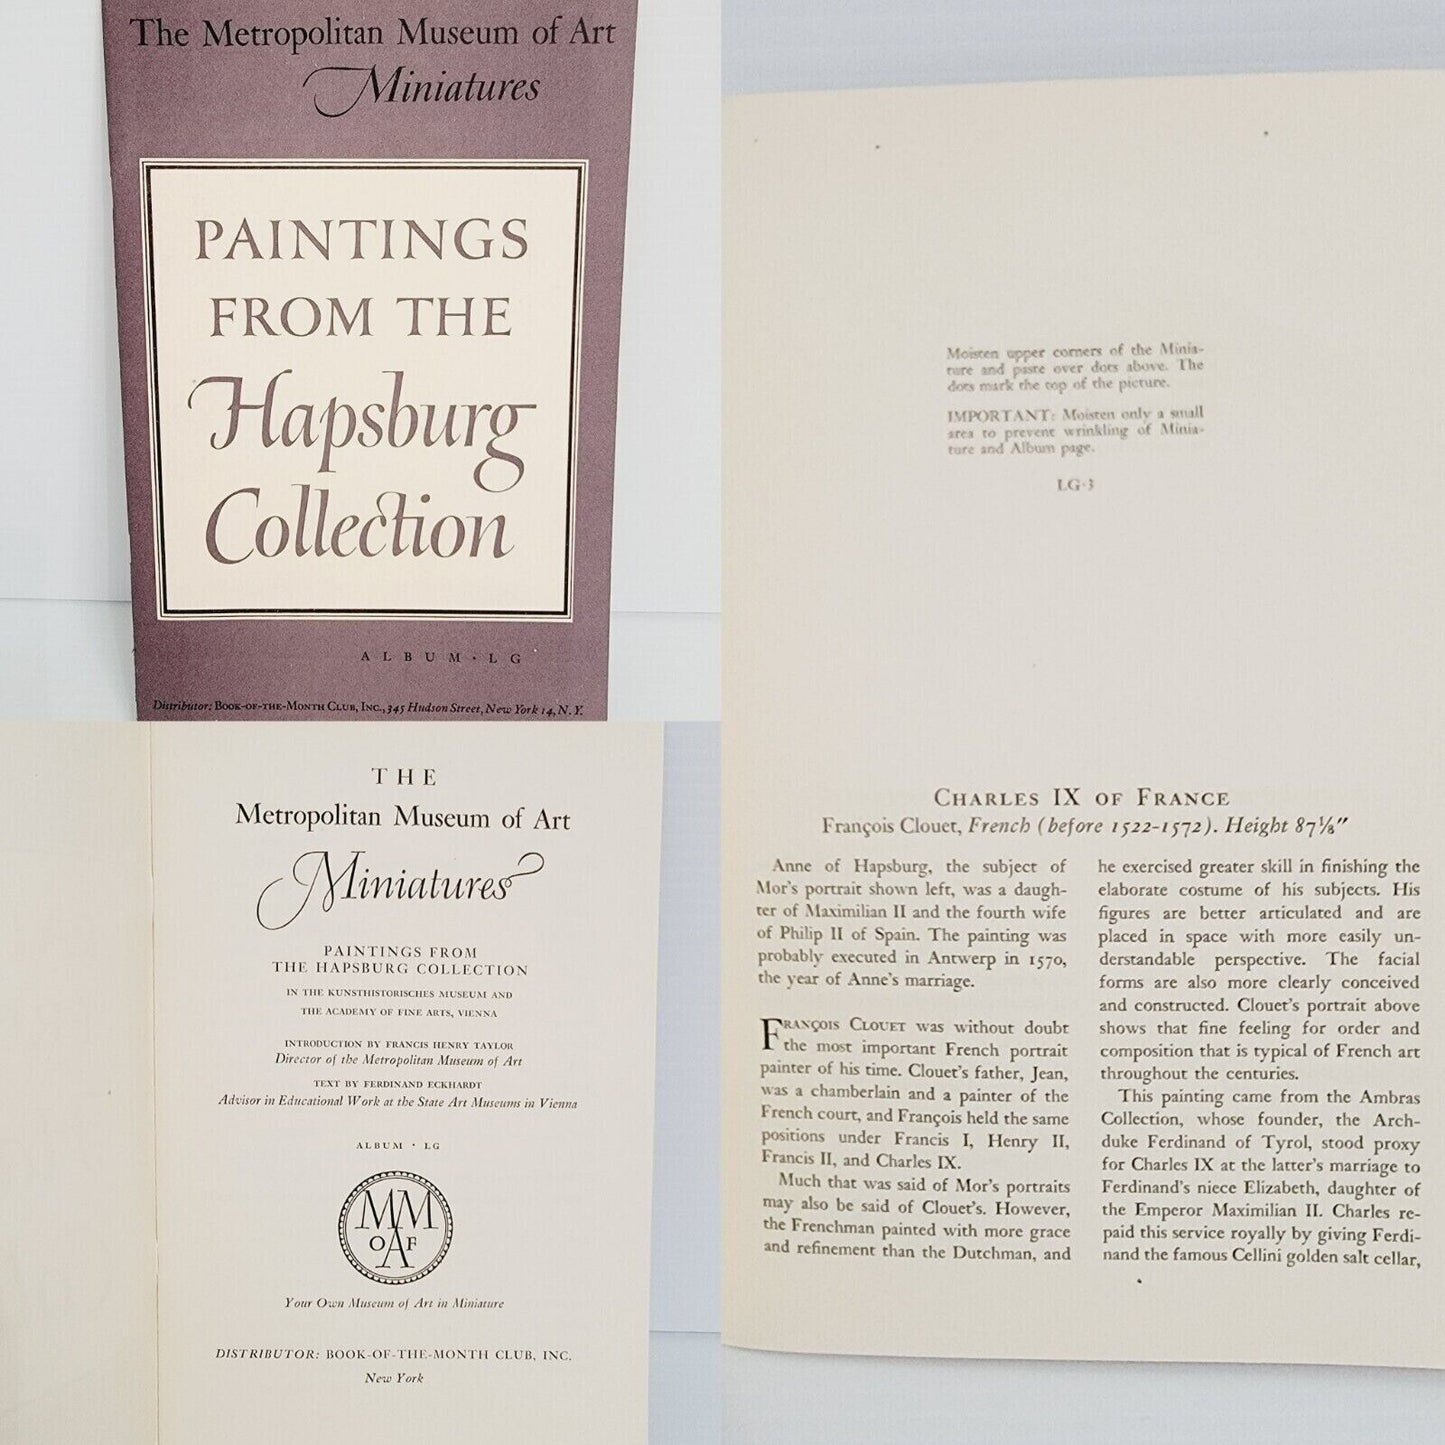 The Metropolitan Museum of Art
Miniatures
PAINTINGS
FROM THE
Hapsburg
Collection
ALBUM · LG
Distributor: BOOK-OF-THE-MONTH CLUB, INC., 345 Hudson Street, New York 14, N.Y.
THE
Metropolitan Museum of Art
Miniatures
PAINTINGS FROM
THE HAPSBURG COLLECTION
IN THE KUNSTHISTORISCHES MUSEUM AND
THE ACADEMY OF FINE ARTS, VIENNA
INTRODUCTION BY FRANCIS HENRY TAYLOR
Director of the Metropolitan Museum of Art
TEXT BY FERDINAND ECKHARDT
Advisor in Educational Work at the State Art Museums in Vienna
ALBUM · LG
MMA
OF
Your Own Museum of Art in Miniature
DISTRIBUTOR: BOOK-OF-THE-MONTH CLUB, INC.
New York
Moisten upper corners of the Minia-
ture and paste over dots above. The
dots mark the top of the picture.
IMPORTANT: Moisten only a small
area to prevent wrinkling of Minia-
ture and Album page.
LG-3
CHARLES IX OF FRANCE
François Clouet, French (before 1522-1572). Height 87⅛"
Anne of Hapsburg, the subject of
Mor's portrait shown left, was a daugh-
ter of Maximilian II and the fourth wife
of Philip II of Spain. The painting was
probably executed in Antwerp in 1570,
the year of Anne's marriage.
FRANÇOIS CLOUET was without doubt
the most important French portrait
painter of his time. Clouet's father, Jean,
was a chamberlain and a painter of the
French court, and François held the same
positions under Francis I, Henry II,
Francis II, and Charles IX.
Much that was said of Mor's portraits
may also be said of Clouet's. However,
the Frenchman painted with more grace
and refinement than the Dutchman, and
he exercised greater skill in finishing the
elaborate costume of his subjects. His
figures are better articulated and are
placed in space with more easily un-
derstandable perspective. The facial
forms are also more clearly conceived
and constructed. Clouet's portrait above
shows that fine feeling for order and
composition that is typical of French art
throughout the centuries.
This painting came from the Ambras
Collection, whose founder, the Arch-
duke Ferdinand of Tyrol, stood proxy
for Charles IX at the latter's marriage to
Ferdinand's niece Elizabeth, daughter of
the Emperor Maximilian II. Charles re-
paid this service royally by giving Ferdi-
nand the famous Cellini golden salt cellar,